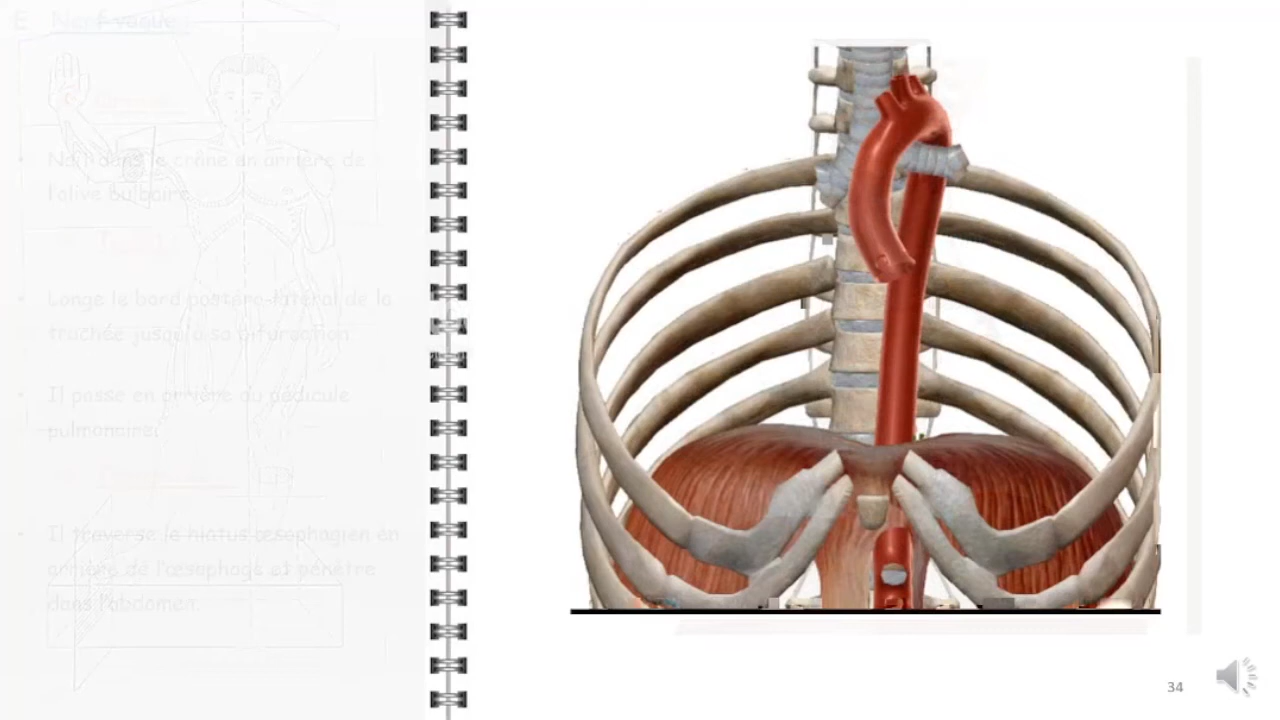 E. Nerf vague
Naît dans le crâne en arrière de
l'olive bulbaire.
Longe le bord postéro-latéral de la
trachée jusqu'à sa bifurcation.
Il passe en arrière du pédicule
pulmonaire.
Il traverse le hiatus œsophagien en
arrière de l'œsophage et pénètre
dans l'abdomen.
34